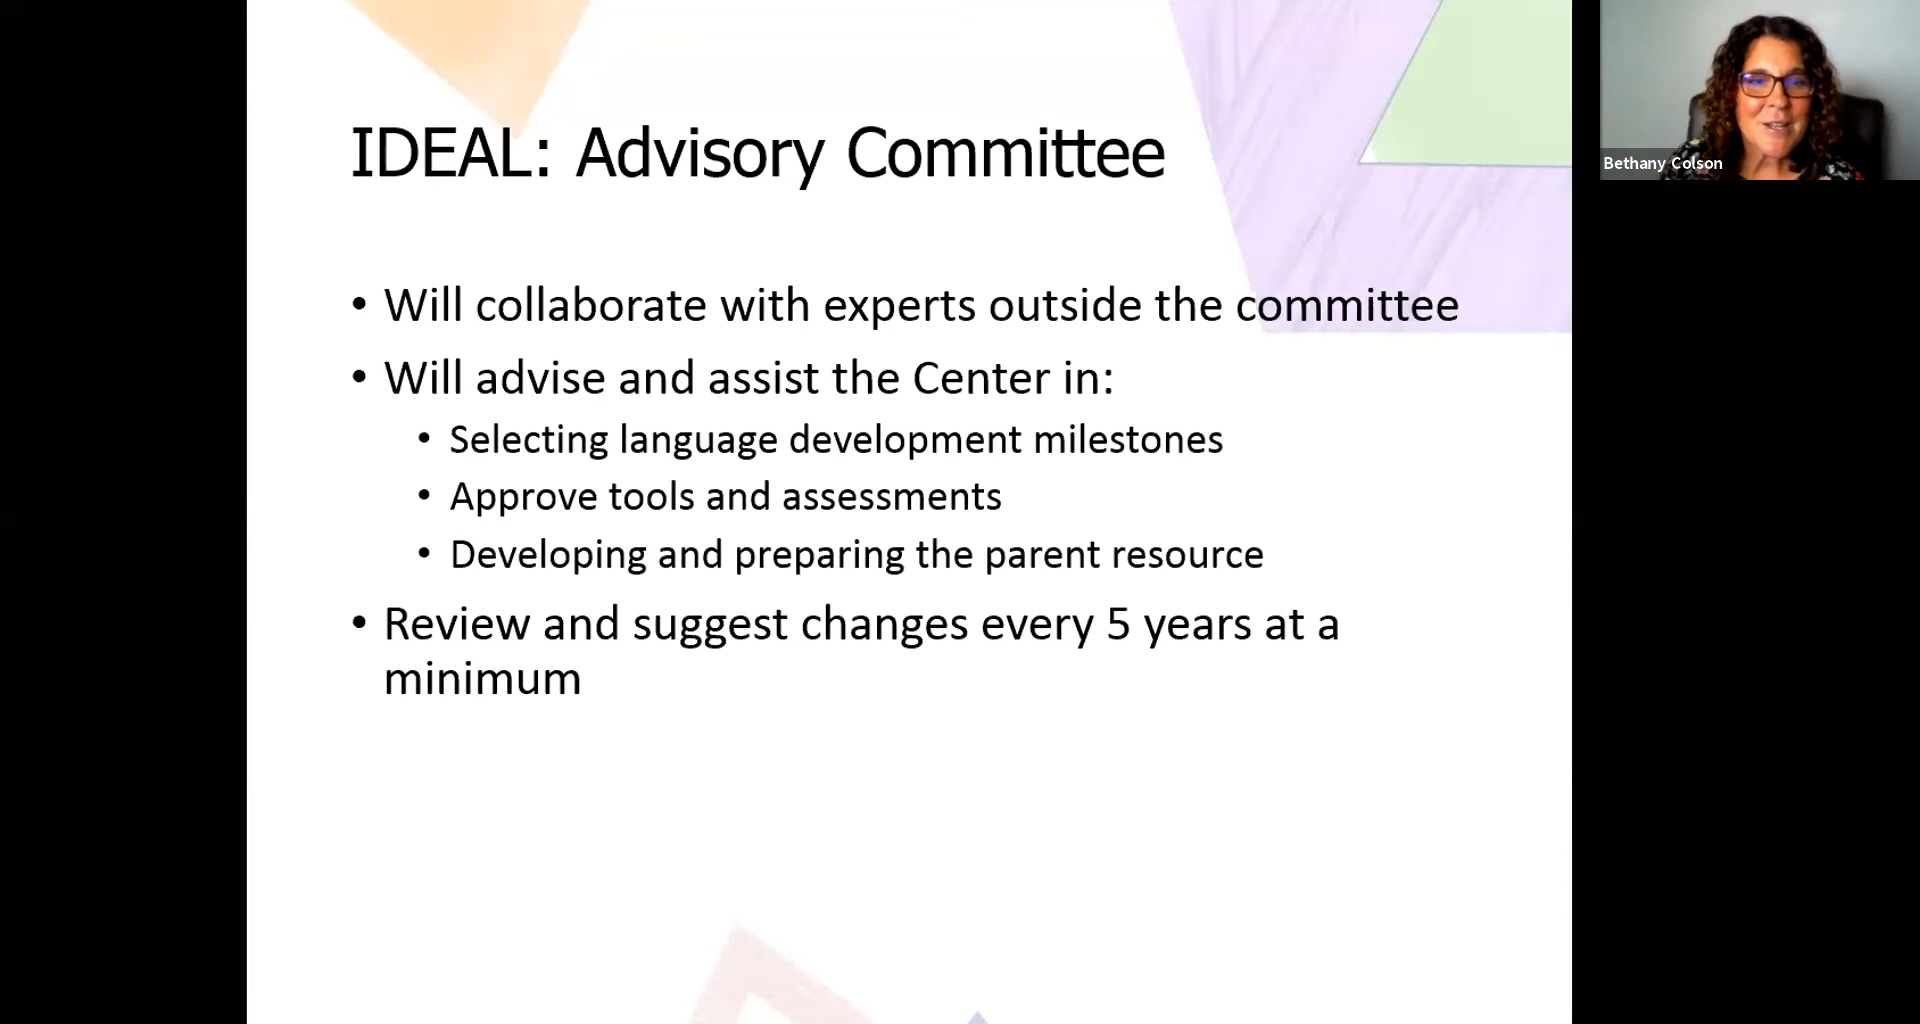 IDEAL: Advisory Committee
• Will collaborate with experts outside the committee
• Will advise and assist the Center in:
• Selecting language development milestones
• Approve tools and assessments
• Developing and preparing the parent resource
• Review and suggest changes every 5 years at a
minimum
Bethany Colson